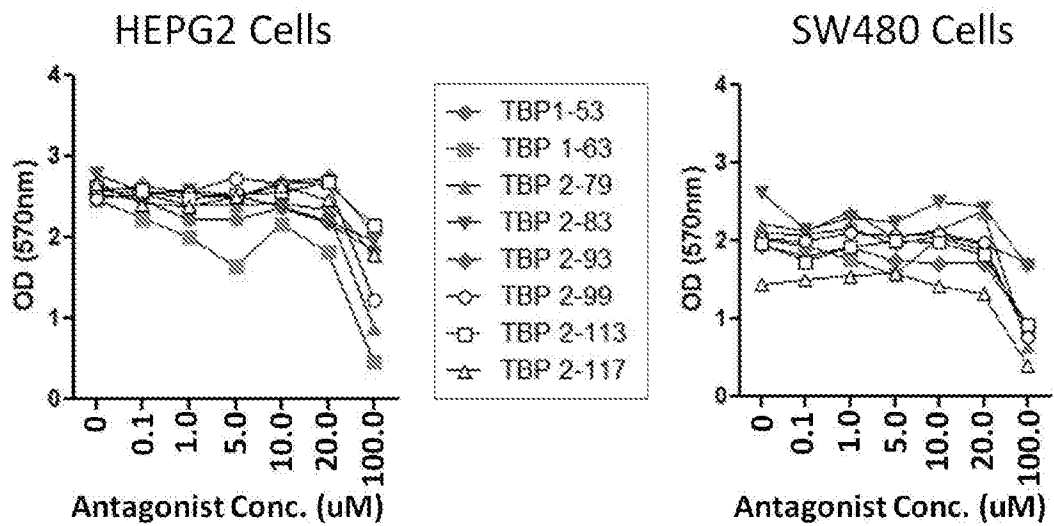 HEPG2 Cells
4
3
2
1
0
OD (570nm)
0
0.1
1.0
5.0
10.0
20.0
100.0
Antagonist Conc. (uM)
TBP1-53
TBP 1-63
TBP 2-79
TBP 2-83
TBP 2-93
TBP 2-99
TBP 2-113
TBP 2-117
SW480 Cells
4
3
2
1
0
OD (570nm)
0
0.1
1.0
5.0
10.0
20.0
100.0
Antagonist Conc. (uM)